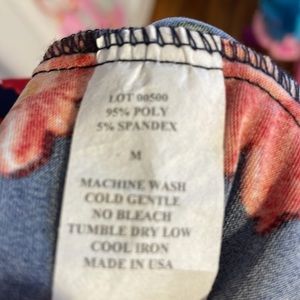 LOT 00500
95% POLY
5% SPANDEX
M
MACHINE WASH
COLD GENTLE
NO BLEACH
TUMBLE DRY LOW
COOL IRON
MADE IN USA